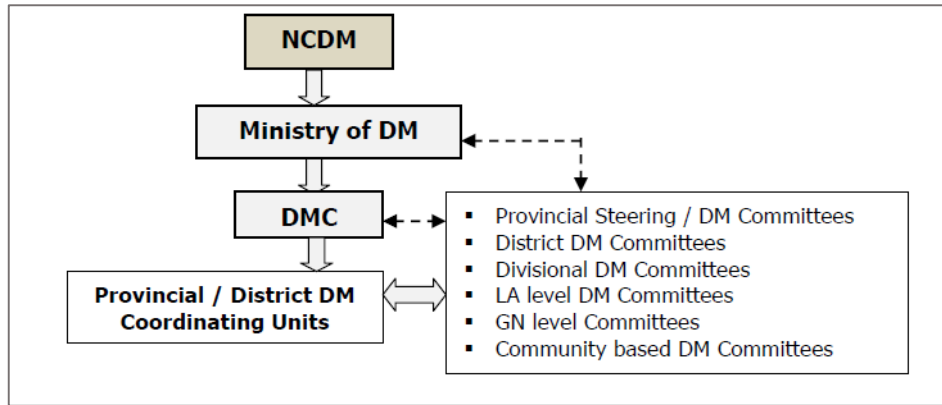 NCDM
Ministry of DM
DMC
Provincial / District DM
Coordinating Units
▪ Provincial Steering / DM Committees
▪ District DM Committees
▪ Divisional DM Committees
▪ LA level DM Committees
▪ GN level Committees
▪ Community based DM Committees